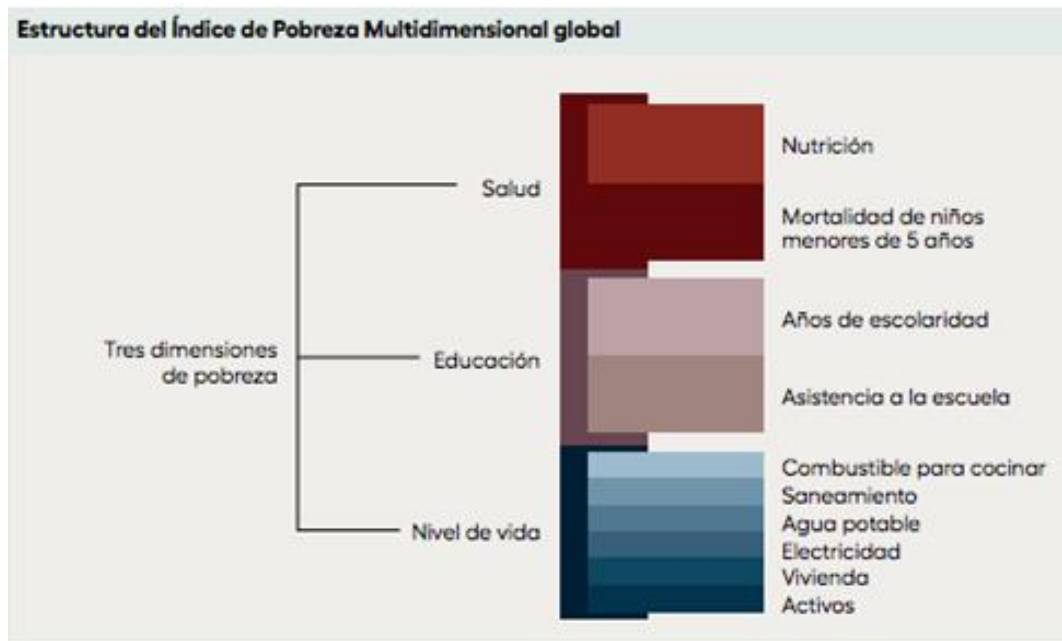 Estructura del Índice de Pobreza Multidimensional global
Tres dimensiones
de pobreza
Salud
Nutrición
Mortalidad de niños
menores de 5 años
Educación
Años de escolaridad
Asistencia a la escuela
Nivel de vida
Combustible para cocinar
Saneamiento
Agua potable
Electricidad
Vivienda
Activos